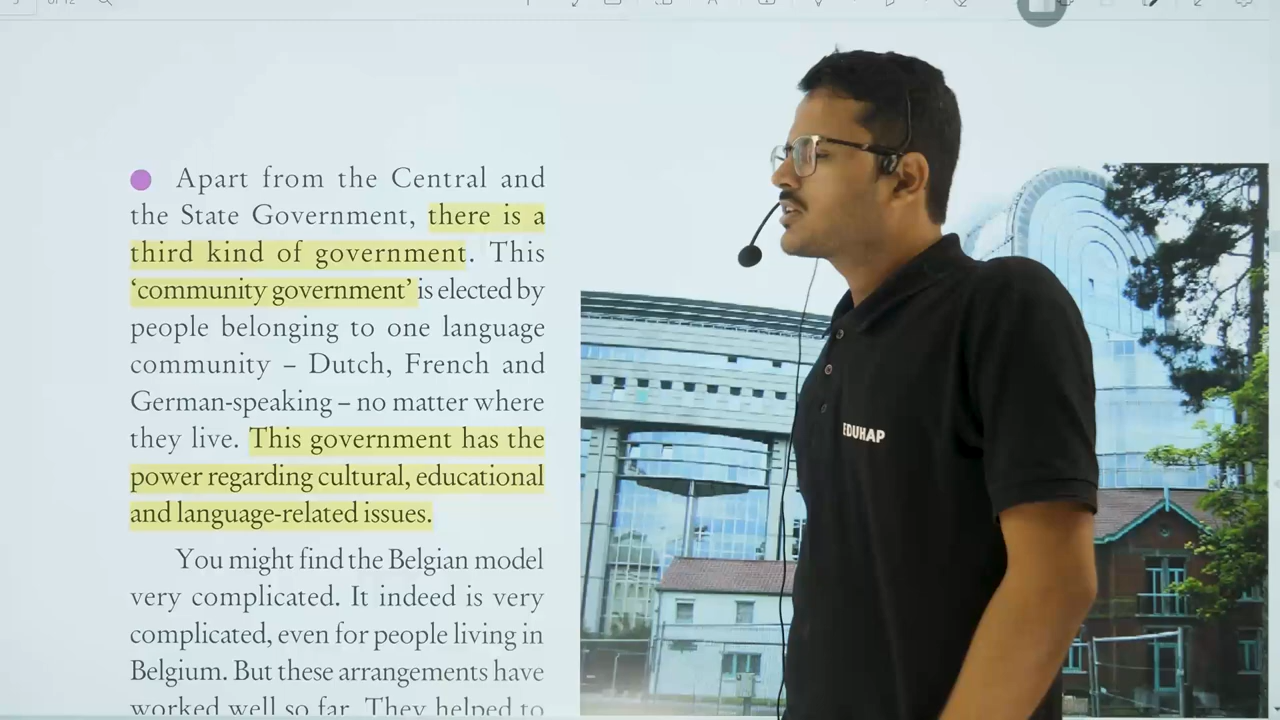 Apart from the Central and
the State Government, there is a
third kind of government. This
‘community government’ is elected by
people belonging to one language
community – Dutch, French and
German-speaking – no matter where
they live. This government has the
power regarding cultural, educational
and language-related issues.
You might find the Belgian model
very complicated. It indeed is very
complicated, even for people living in
Belgium. But these arrangements have
worked well so far. They helped to
EDUHAP